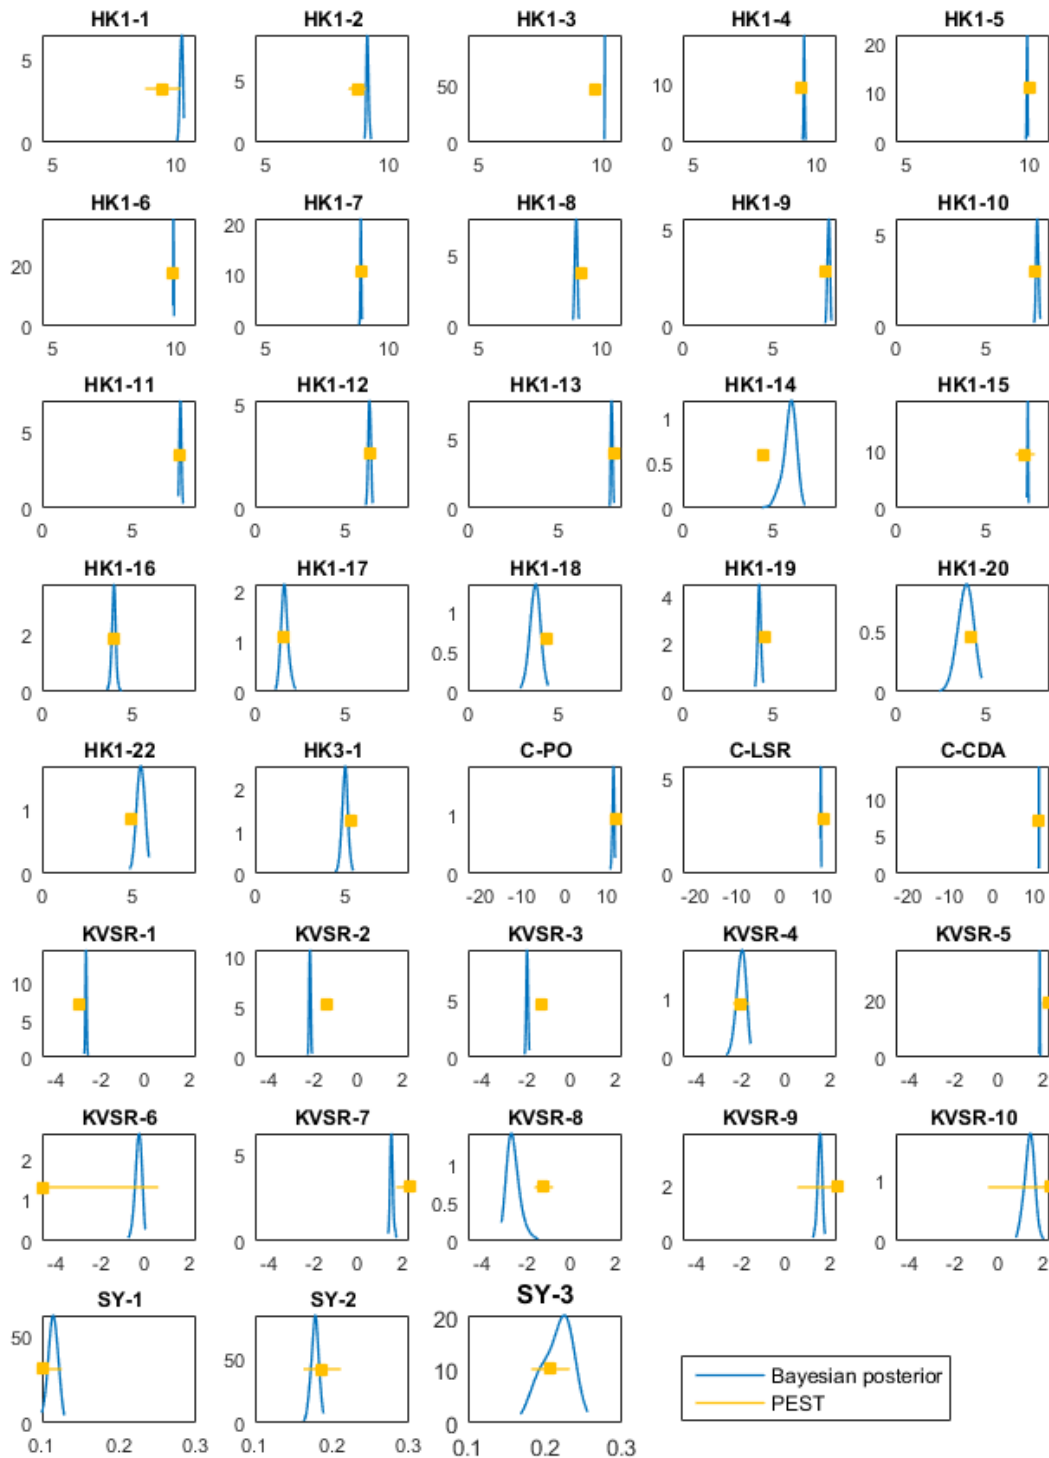 HK1-1 HK1-2 HK1-3 HK1-4 HK1-5
5 0 5 10
5 0 5 10
50 0 5 10
10 0 5 10
20 10 0 5 10
HK1-6 HK1-7 HK1-8 HK1-9 HK1-10
20 0 5 10
20 10 0 5 10
5 0 5 10
5 0 0 5
5 0 0 5
HK1-11 HK1-12 HK1-13 HK1-14 HK1-15
5 0 0 5
5 0 0 5
5 0 0 5
1 0.5 0 0 5
10 0 0 5
HK1-16 HK1-17 HK1-18 HK1-19 HK1-20
2 0 0 5
2 1 0 0 5
1 0.5 0 0 5
4 2 0 0 5
0.5 0 0 5
HK1-22 HK3-1 C-PO C-LSR C-CDA
1 0 0 5
2 1 0 0 5
1 0 -20 -10 0 10
5 0 -20 -10 0 10
10 5 0 -20 -10 0 10
KVSR-1 KVSR-2 KVSR-3 KVSR-4 KVSR-5
10 5 0 -4 -2 0 2
10 5 0 -4 -2 0 2
5 0 -4 -2 0 2
1 0 -4 -2 0 2
20 0 -4 -2 0 2
KVSR-6 KVSR-7 KVSR-8 KVSR-9 KVSR-10
2 1 0 -4 -2 0 2
5 0 -4 -2 0 2
1 0.5 0 -4 -2 0 2
2 0 -4 -2 0 2
1 0 -4 -2 0 2
SY-1 SY-2 SY-3
50 0 0.1 0.2 0.3
50 0 0.1 0.2 0.3
20 10 0 0.1 0.2 0.3
Bayesian posterior
PEST